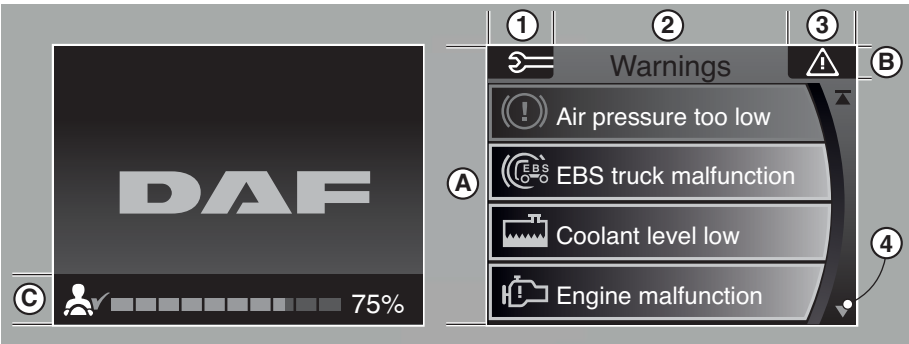 1
2
3
Warnings
B
Air pressure too low
EBS
EBS truck malfunction
A
DAF
Coolant level low
4
C
75%
Engine malfunction